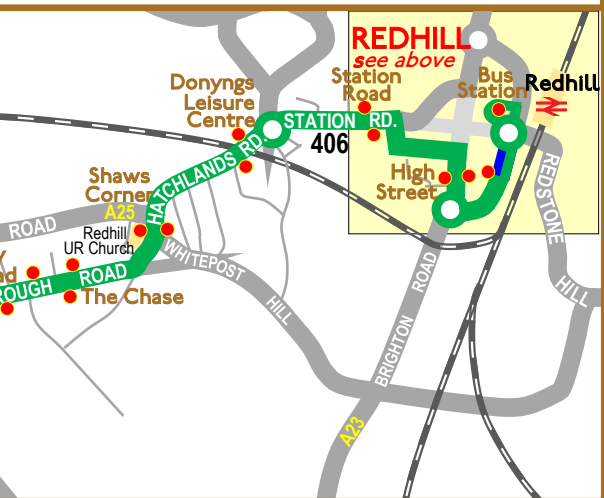 REDHILL
see above
Station
Road
Bus
Station
Redhill
Donyngs
Leisure
Centre
STATION RD.
406
HATCHLANDS RD.
High
Street
Shaws
Corner
A25
ROAD
Redhill
UR Church
WHITEPOST
HILL
ROUGH ROAD
The Chase
REDSTONE
HILL
BRIGHTON ROAD
A23